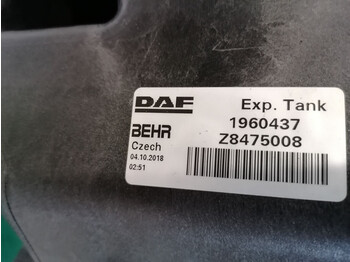 DAF Exp. Tank
BEHR 1960437
Czech Z8475008
04.10.2018
02:51